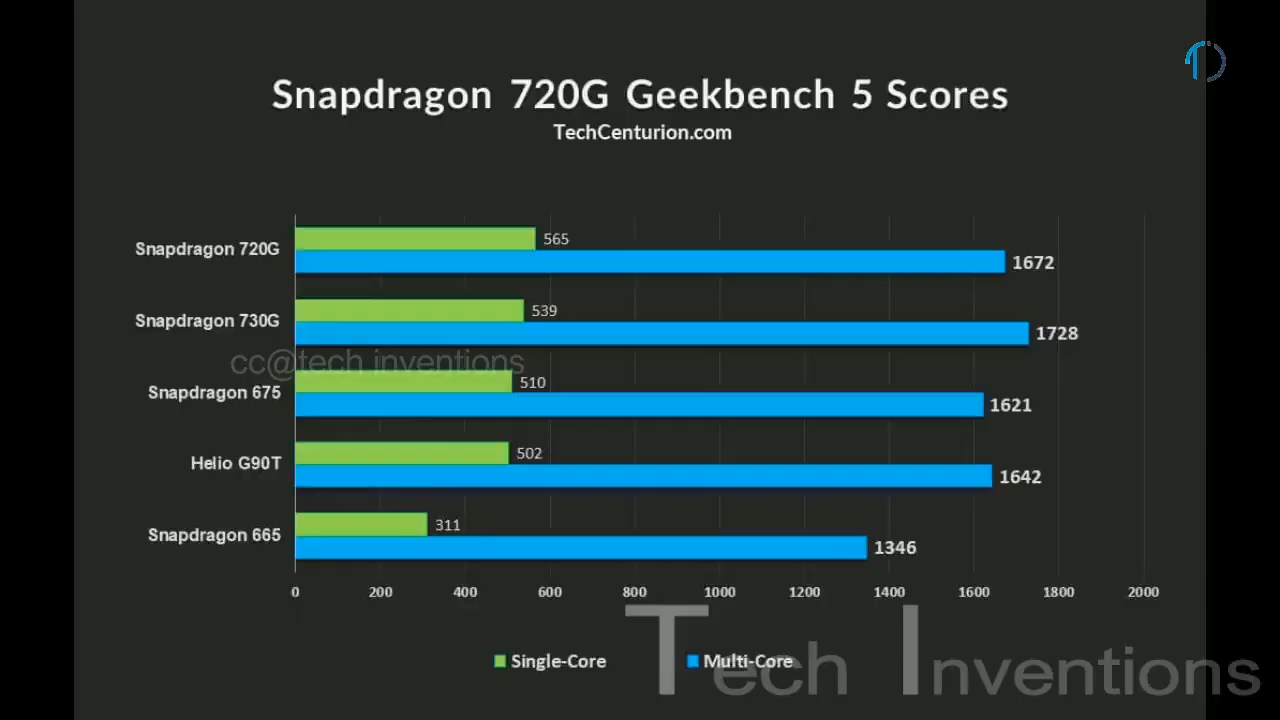 Snapdragon 720G Geekbench 5 Scores
TechCenturion.com
Snapdragon 720G
565
1672
Snapdragon 730G
539
1728
cc@tech inventions
Snapdragon 675
510
1621
Helio G90T
502
1642
Snapdragon 665
311
1346
0 200 400 600 800 1000 1200 1400 1600 1800 2000
Single-Core Multi-Core
Tech Inventions